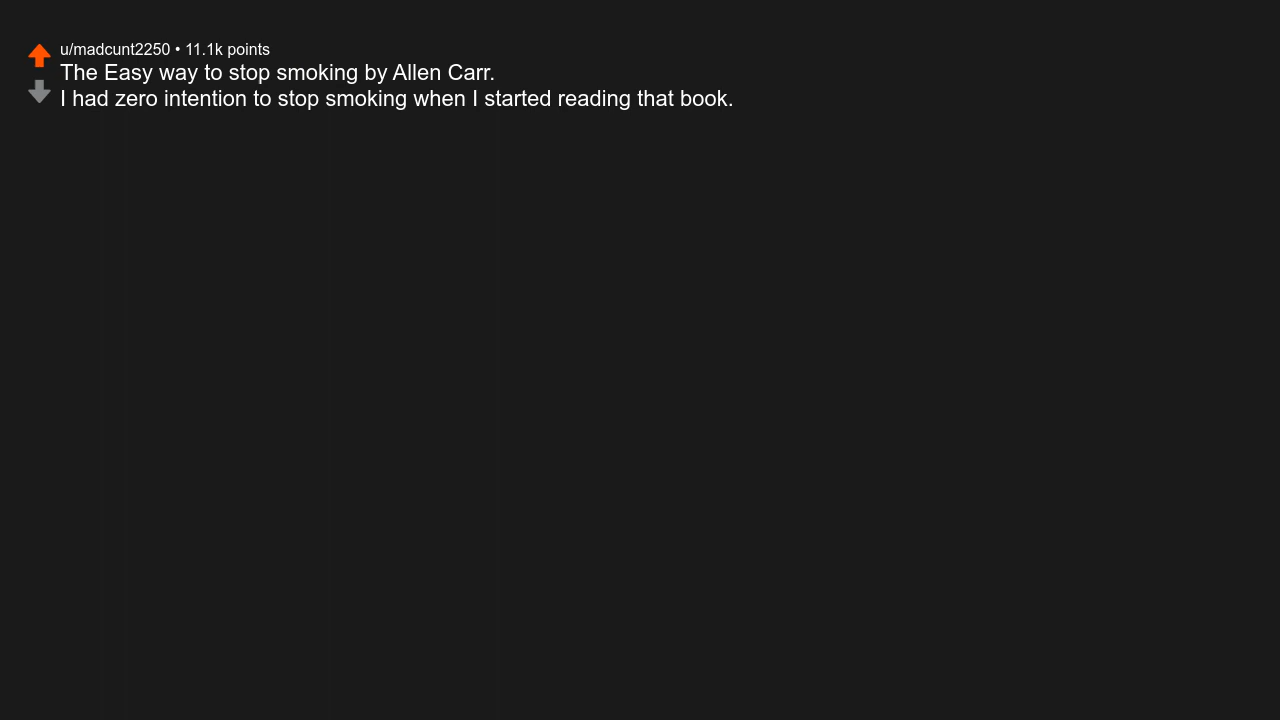 u/madcunt2250 • 11.1k points
The Easy way to stop smoking by Allen Carr.
I had zero intention to stop smoking when I started reading that book.